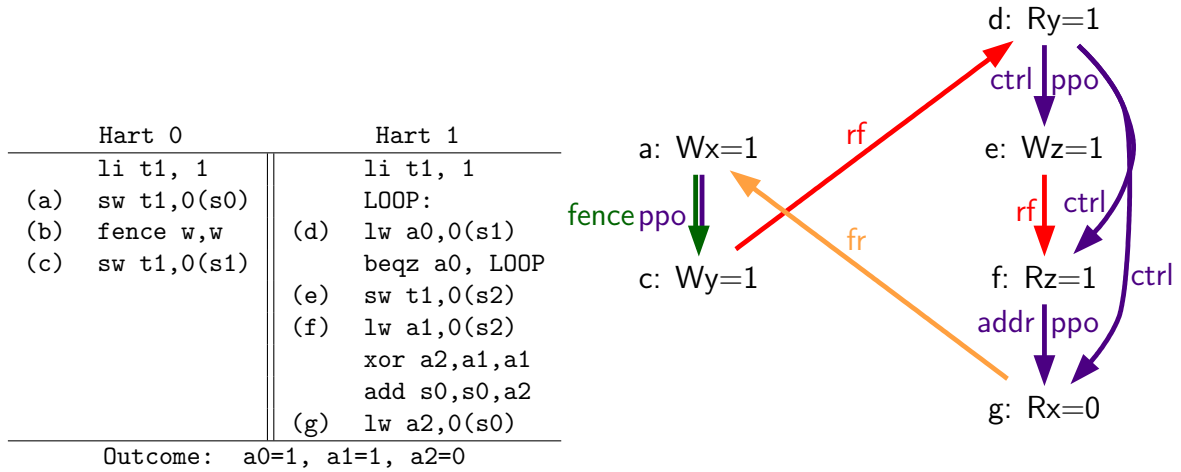 Hart 0 Hart 1
li t1, 1 li t1, 1
(a) sw t1,0(s0) LOOP:
(b) fence w,w (d) lw a0,0(s1)
(c) sw t1,0(s1) beqz a0, LOOP
(e) sw t1,0(s2)
(f) lw a1,0(s2)
xor a2,a1,a1
add s0,s0,a2
(g) lw a2,0(s0)
Outcome: a0=1, a1=1, a2=0
d: Ry=1
ctrl ppo
rf
a: Wx=1 e: Wz=1
fence ppo rf ctrl
fr
c: Wy=1 f: Rz=1
ctrl
addr ppo
g: Rx=0